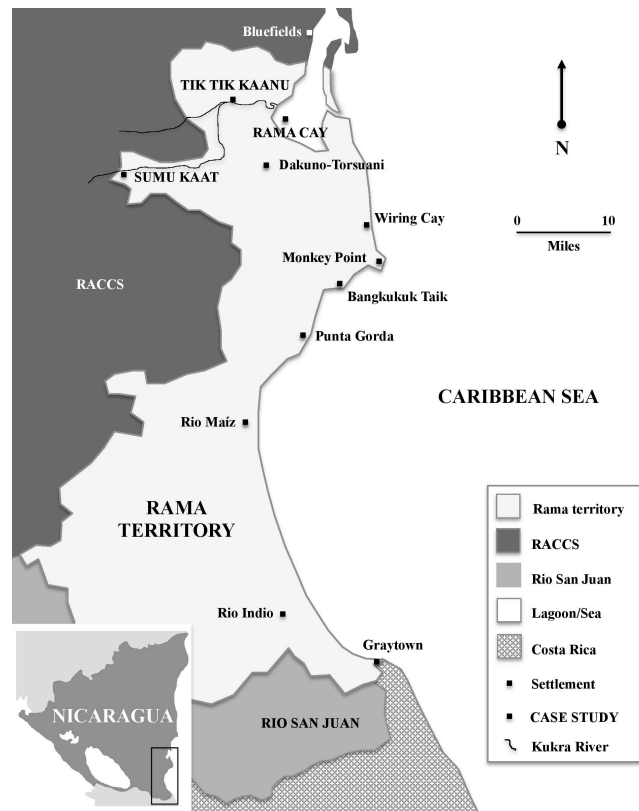 Bluefields
TIK TIK KAANU
RAMA CAY
N
Dakuno-Torsuani
SUMU KAAT
Wiring Cay
0 10
Miles
Monkey Point
RACCS
Bangkukuk Taik
Punta Gorda
CARIBBEAN SEA
Rio Maíz
RAMA
TERRITORY
Rama territory
RACCS
Rio San Juan
Lagoon/Sea
Costa Rica
Settlement
CASE STUDY
Kukra River
Rio Indio
Graytown
NICARAGUA
RIO SAN JUAN